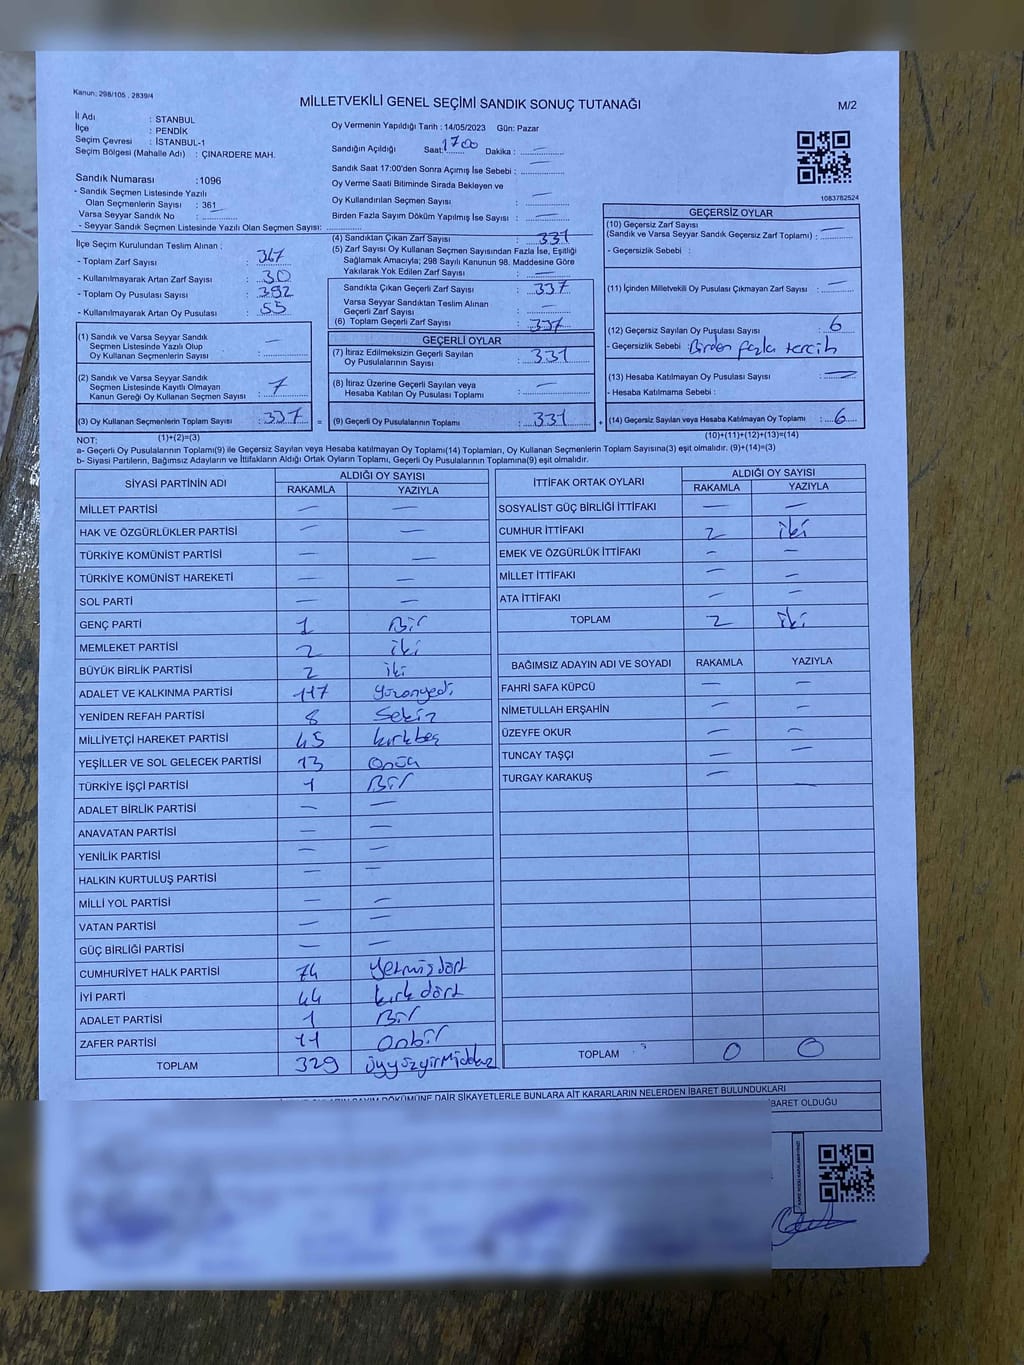 Kanun: 298/105 , 2839/4
MİLLETVEKİLİ GENEL SEÇİMİ SANDIK SONUÇ TUTANAĞI
M/2
İl Adı : STANBUL
İlçe : PENDİK
Seçim Çevresi : İSTANBUL-1
Seçim Bölgesi (Mahalle Adı) : ÇINARDERE MAH.
Sandık Numarası :1096
- Sandık Seçmen Listesinde Yazılı
Olan Seçmenlerin Sayısı : 361
Varsa Seyyar Sandık No : —
- Seyyar Sandık Seçmen Listesinde Yazılı Olan Seçmen Sayısı:
İlçe Seçim Kurulundan Teslim Alınan :
- Toplam Zarf Sayısı : 367
- Kullanılmayarak Artan Zarf Sayısı : 30
- Toplam Oy Pusulası Sayısı : 392
- Kullanılmayarak Artan Oy Pusulası : 55
Oy Vermenin Yapıldığı Tarih : 14/05/2023 Gün: Pazar
Sandığın Açıldığı Saat: 1700 Dakika : —
Sandık Saat 17:00'den Sonra Açımış İse Sebebi : —
Oy Verme Saati Bitiminde Sırada Bekleyen ve
Oy Kullandırılan Seçmen Sayısı : —
Birden Fazla Sayım Döküm Yapılmış İse Sayısı : —
(4) Sandıktan Çıkan Zarf Sayısı : 337
(5) Zarf Sayısı Oy Kullanan Seçmen Sayısından Fazla İse, Eşitliği
Sağlamak Amacıyla; 298 Sayılı Kanunun 98. Maddesine Göre
Yakılarak Yok Edilen Zarf Sayısı : —
Sandıkta Çıkan Geçerli Zarf Sayısı : 337
Varsa Seyyar Sandıktan Teslim Alınan
Geçerli Zarf Sayısı : —
(6) Toplam Geçerli Zarf Sayısı : 337
1083782524
GEÇERSİZ OYLAR
(10) Geçersiz Zarf Sayısı
(Sandık ve Varsa Seyyar Sandık Geçersiz Zarf Toplamı) : —
- Geçersizlik Sebebi :
(11) İçinden Milletvekili Oy Pusulası Çıkmayan Zarf Sayısı : —
(12) Geçersiz Sayılan Oy Pusulası Sayısı : 6
- Geçersizlik Sebebi : Birden fazla tercih
(13) Hesaba Katılmayan Oy Pusulası Sayısı : —
- Hesaba Katılmama Sebebi :
(14) Geçersiz Sayılan veya Hesaba Katılmayan Oy Toplamı : 6
(10)+(11)+(12)+(13)=(14)
(1) Sandık ve Varsa Seyyar Sandık
Seçmen Listesinde Yazılı Olup
Oy Kullanan Seçmenlerin Sayısı : —
(2) Sandık ve Varsa Seyyar Sandık
Seçmen Listesinde Kayıtlı Olmayan
Kanun Gereği Oy Kullanan Seçmen Sayısı : 7
(3) Oy Kullanan Seçmenlerin Toplam Sayısı : 337 =
(1)+(2)=(3)
GEÇERLİ OYLAR
(7) İtiraz Edilmeksizin Geçerli Sayılan
Oy Pusulalarının Sayısı : 331
(8) İtiraz Üzerine Geçerli Sayılan veya
Hesaba Katılan Oy Pusulası Toplamı : —
(9) Geçerli Oy Pusulalarının Toplamı : 331 +
NOT:
a- Geçerli Oy Pusulalarının Toplamı(9) ile Geçersiz Sayılan veya Hesaba katılmayan Oy Toplamı(14) Toplamları, Oy Kullanan Seçmenlerin Toplam Sayısına(3) eşit olmalıdır. (9)+(14)=(3)
b- Siyasi Partilerin, Bağımsız Adayların ve İttifakların Aldığı Ortak Oyların Toplamı, Geçerli Oy Pusulalarının Toplamına(9) eşit olmalıdır.
SİYASİ PARTİNİN ADI ALDIĞI OY SAYISI
RAKAMLA YAZIYLA
MİLLET PARTİSİ — —
HAK VE ÖZGÜRLÜKLER PARTİSİ — —
TÜRKİYE KOMÜNİST PARTİSİ — —
TÜRKİYE KOMÜNİST HAREKETİ — —
SOL PARTİ — —
GENÇ PARTİ 1 Bir
MEMLEKET PARTİSİ 2 iki
BÜYÜK BİRLİK PARTİSİ 2 iki
ADALET VE KALKINMA PARTİSİ 117 yüzonyedi
YENİDEN REFAH PARTİSİ 8 Sekiz
MİLLİYETÇİ HAREKET PARTİSİ 45 kırkbeş
YEŞİLLER VE SOL GELECEK PARTİSİ 13 Onüç
TÜRKİYE İŞÇİ PARTİSİ 1 Bir
ADALET BİRLİK PARTİSİ — —
ANAVATAN PARTİSİ — —
YENİLİK PARTİSİ — —
HALKIN KURTULUŞ PARTİSİ — —
MİLLİ YOL PARTİSİ — —
VATAN PARTİSİ — —
GÜÇ BİRLİĞİ PARTİSİ — —
CUMHURİYET HALK PARTİSİ 74 yetmişdört
İYİ PARTİ 44 kırkdört
ADALET PARTİSİ 1 Bir
ZAFER PARTİSİ 11 Onbir
TOPLAM 329 üçyüzyirmidokuz
İTTİFAK ORTAK OYLARI ALDIĞI OY SAYISI
RAKAMLA YAZIYLA
SOSYALİST GÜÇ BİRLİĞİ İTTİFAKI — —
CUMHUR İTTİFAKI 2 iki
EMEK VE ÖZGÜRLÜK İTTİFAKI — —
MİLLET İTTİFAKI — —
ATA İTTİFAKI — —
TOPLAM 2 iki
BAĞIMSIZ ADAYIN ADI VE SOYADI RAKAMLA YAZIYLA
FAHRİ SAFA KÜPCÜ — —
NİMETULLAH ERŞAHİN — —
ÜZEYFE OKUR — —
TUNCAY TAŞÇI — —
TURGAY KARAKUŞ — —
TOPLAM 0 0
DÖKÜMÜNE DAİR ŞİKAYETLERLE BUNLARA AİT KARARLARIN NELERDEN İBARET BULUNDUKLARI
İBARET OLDUĞU